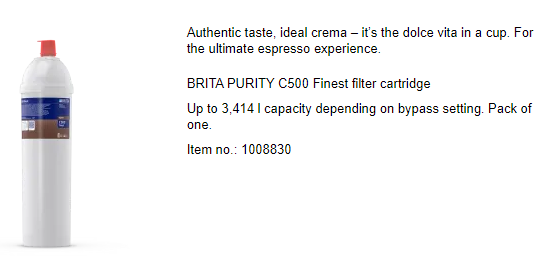 Authentic taste, ideal crema – it's the dolce vita in a cup. For
the ultimate espresso experience.
BRITA PURITY C500 Finest filter cartridge
Up to 3,414 l capacity depending on bypass setting. Pack of
one.
Item no.: 1008830